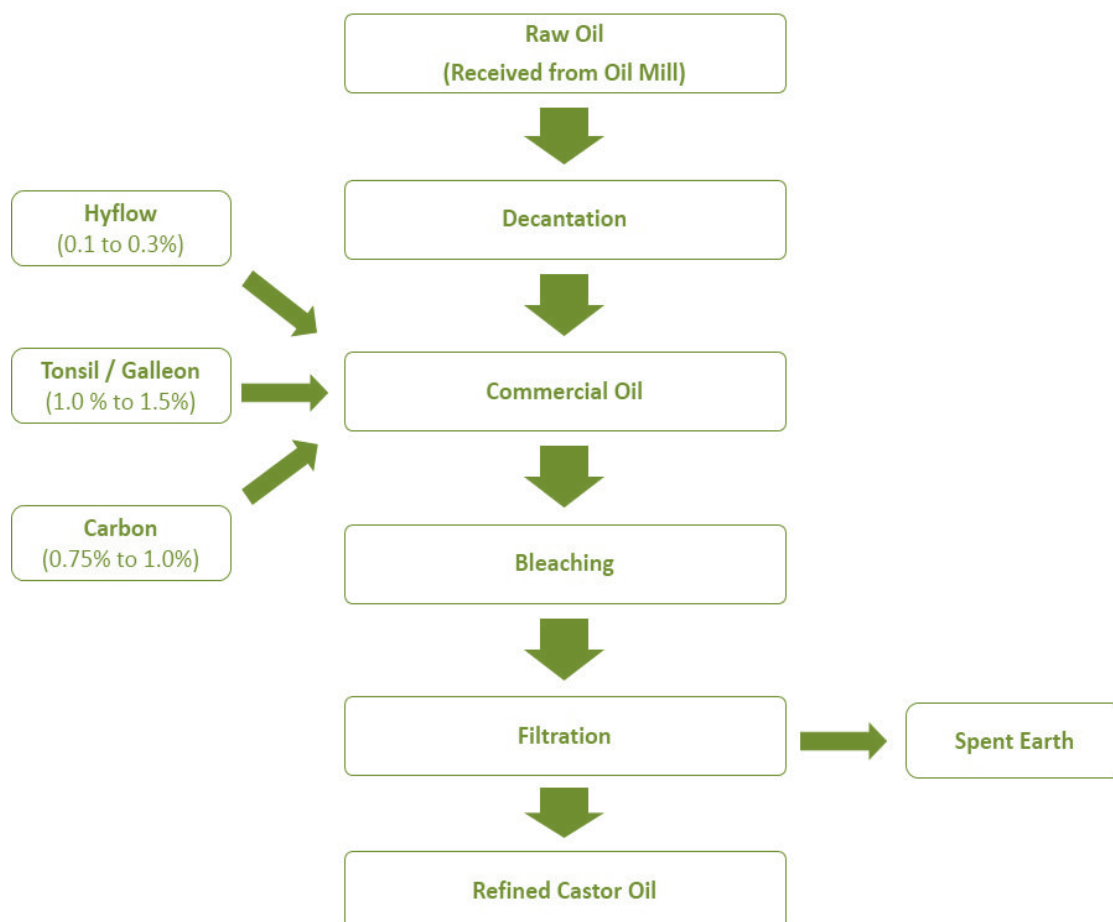 Raw Oil
(Received from Oil Mill)
Decantation
Hyflow
(0.1 to 0.3%)
Tonsil / Galleon
(1.0 % to 1.5%)
Commercial Oil
Carbon
(0.75% to 1.0%)
Bleaching
Filtration
Spent Earth
Refined Castor Oil